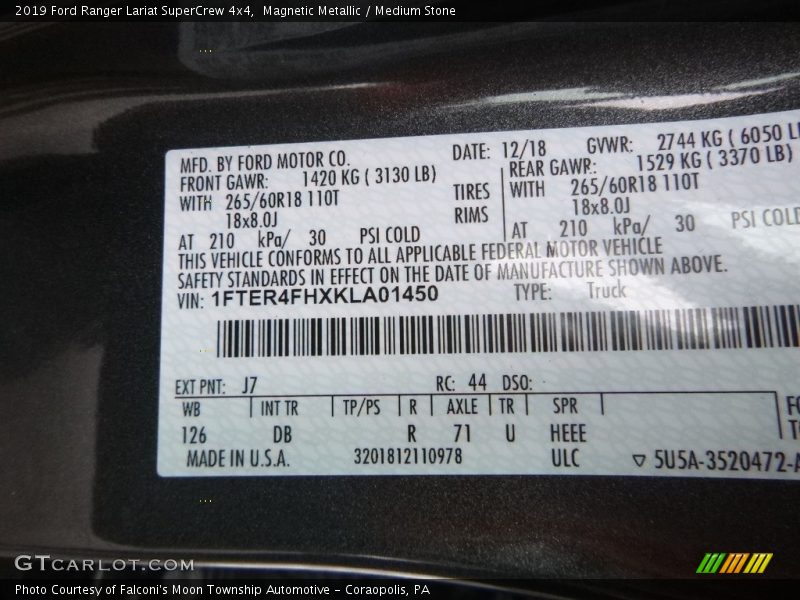 2019 Ford Ranger Lariat SuperCrew 4x4,  Magnetic Metallic / Medium Stone
MFD. BY FORD MOTOR CO. DATE: 12/18 GVWR: 2744 KG ( 6050 LB
FRONT GAWR: 1420 KG ( 3130 LB) REAR GAWR: 1529 KG ( 3370 LB)
WITH 265/60R18 110T TIRES WITH 265/60R18 110T
18x8.0J RIMS 18x8.0J
AT 210 kPa/ 30 PSI COLD AT 210 kPa/ 30 PSI COLD
THIS VEHICLE CONFORMS TO ALL APPLICABLE FEDERAL MOTOR VEHICLE
SAFETY STANDARDS IN EFFECT ON THE DATE OF MANUFACTURE SHOWN ABOVE.
VIN: 1FTER4FHXKLA01450 TYPE: Truck
EXT PNT: J7 RC: 44 DSO:
WB INT TR TP/PS R AXLE TR SPR
126 DB R 71 U HEEE
MADE IN U.S.A. 3201812110978 ULC ▽ 5U5A-3520472-A
GTCARLOT.COM
Photo Courtesy of Falconi's Moon Township Automotive - Coraopolis, PA